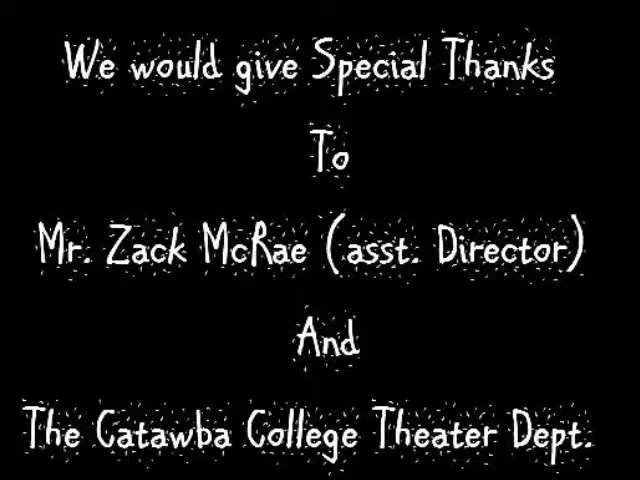 We would give Special Thanks
To
Mr. Zack McRae (asst. Director)
And
The Catawba College Theater Dept.